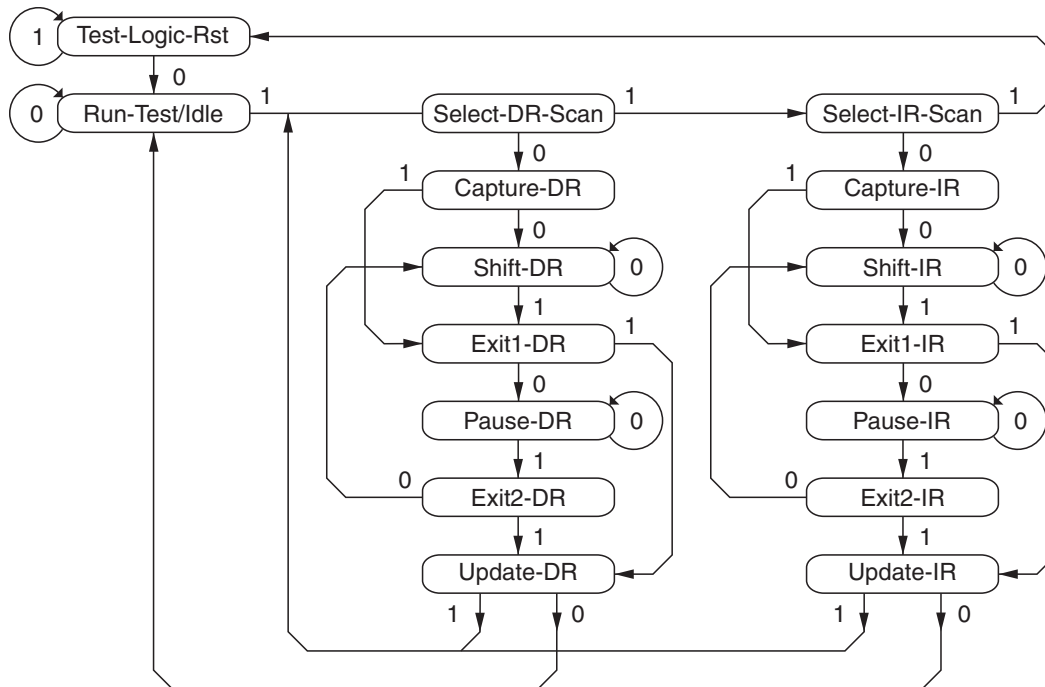 1 Test-Logic-Rst
0
0 Run-Test/Idle 1 Select-DR-Scan 1 Select-IR-Scan 1
0 0
1 Capture-DR 1 Capture-IR
0 0
Shift-DR 0 Shift-IR 0
1 1
Exit1-DR 1 Exit1-IR 1
0 0
Pause-DR 0 Pause-IR 0
1 1
0 Exit2-DR 0 Exit2-IR
1 1
Update-DR Update-IR
1 0 1 0